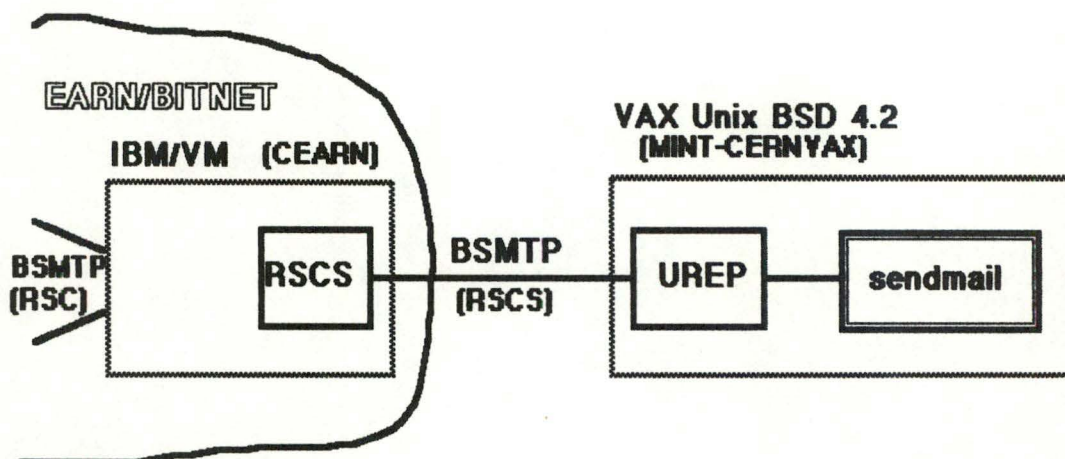 EARN/BITNET
IBM/VM (CEARN)
VAX Unix BSD 4.2
(MINT-CERNVAX)
BSMTP
(RSC)
RSCS
BSMTP
(RSCS)
UREP
sendmail